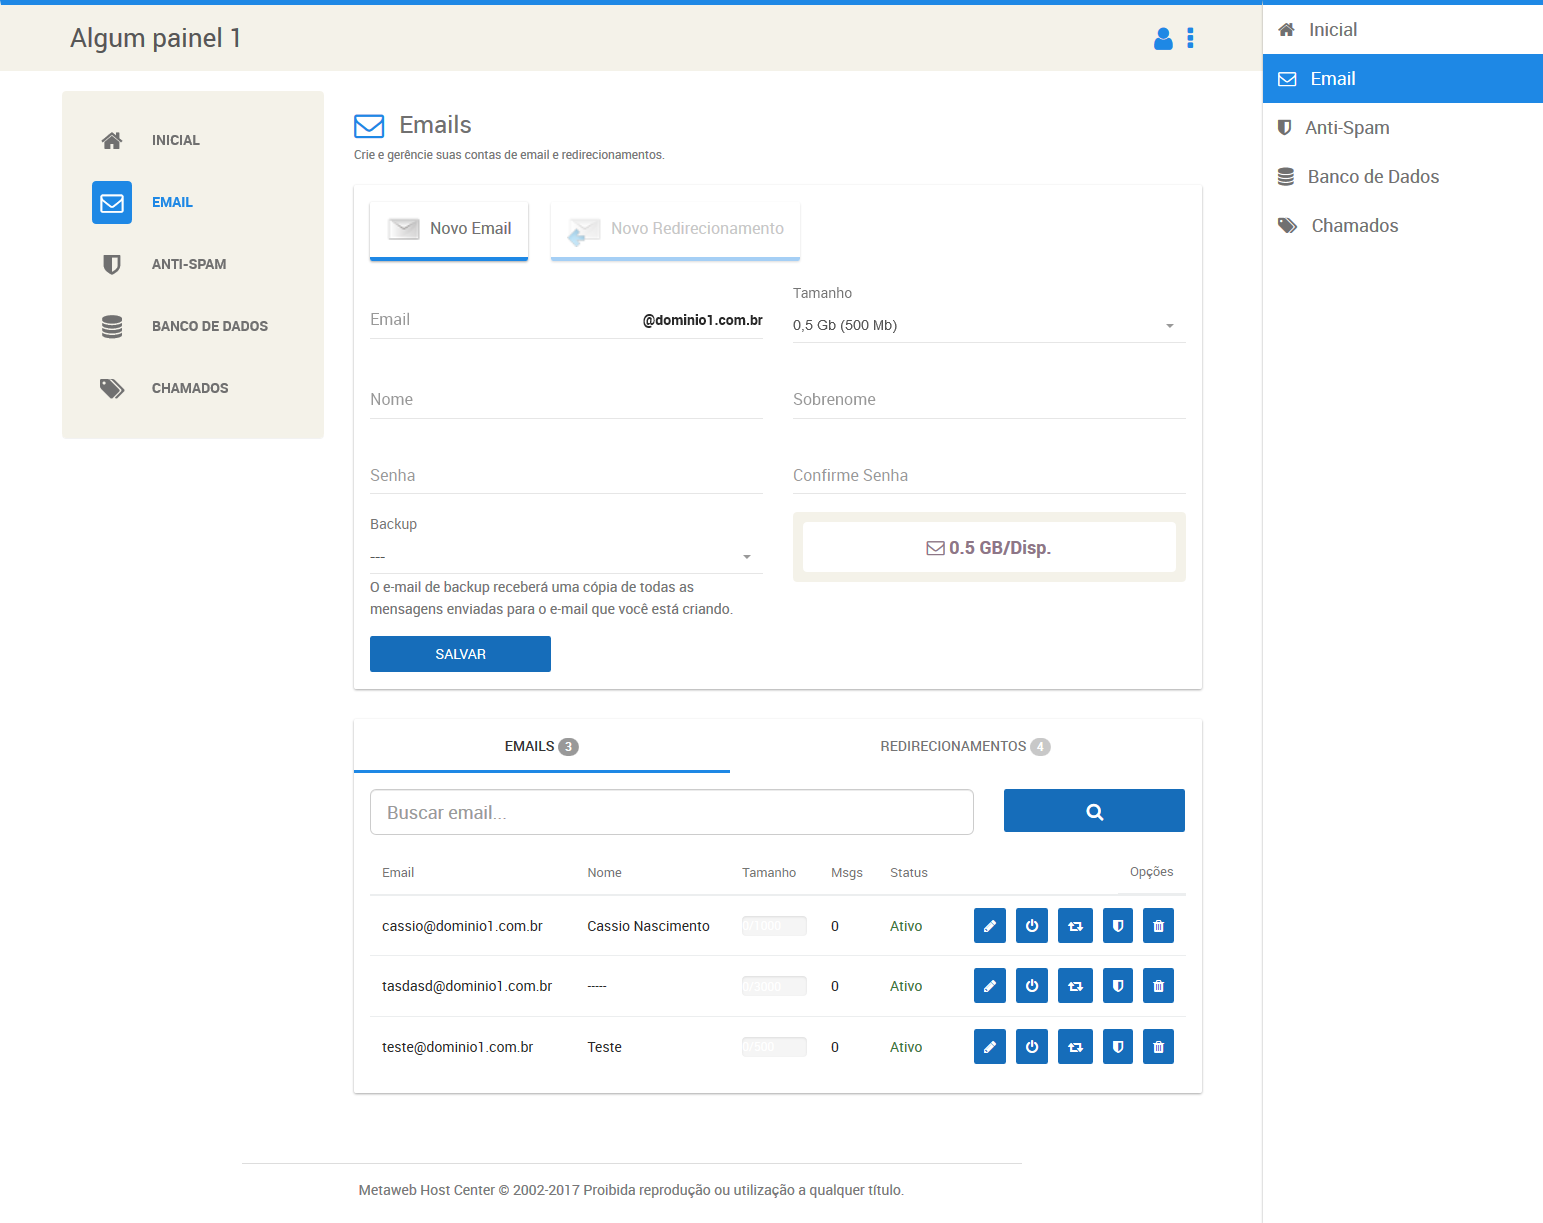 Algum painel 1
INICIAL
EMAIL
ANTI-SPAM
BANCO DE DADOS
CHAMADOS
Emails
Crie e gerêncie suas contas de email e redirecionamentos.
Novo Email
Novo Redirecionamento
Email
@dominio1.com.br
Tamanho
0,5 Gb (500 Mb)
Nome
Sobrenome
Senha
Confirme Senha
Backup
---
O e-mail de backup receberá uma cópia de todas as
mensagens enviadas para o e-mail que você está criando.
0.5 GB/Disp.
SALVAR
EMAILS 3
REDIRECIONAMENTOS 4
Buscar email...
Email Nome Tamanho Msgs Status Opções
cassio@dominio1.com.br Cassio Nascimento 0/1000 0 Ativo
tasdasd@dominio1.com.br ----- 0/3000 0 Ativo
teste@dominio1.com.br Teste 0/500 0 Ativo
Metaweb Host Center © 2002-2017 Proibida reprodução ou utilização a qualquer título.
Inicial
Email
Anti-Spam
Banco de Dados
Chamados